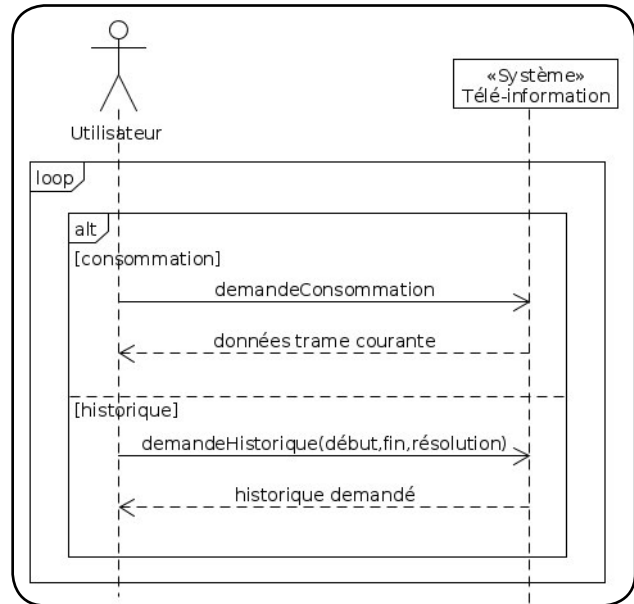 «Système»
Télé-information
Utilisateur
loop
alt
[consommation]
demandeConsommation
données trame courante
[historique]
demandeHistorique(début,fin,résolution)
historique demandé